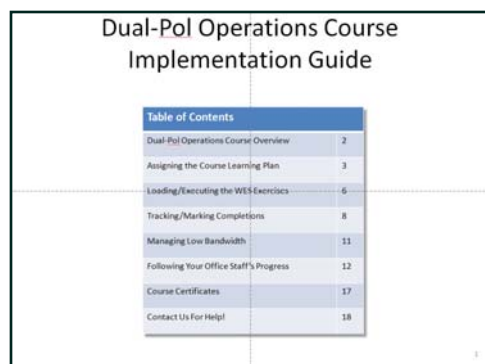 Dual-Pol Operations Course
Implementation Guide
Table of Contents
Dual-Pol Operations Course Overview 2
Assigning the Course Learning Plan 3
Loading/Executing the WES Exercises 6
Tracking/Marking Completions 8
Managing Low Bandwidth 11
Following Your Office Staff's Progress 12
Course Certificates 17
Contact Us For Help! 18
1